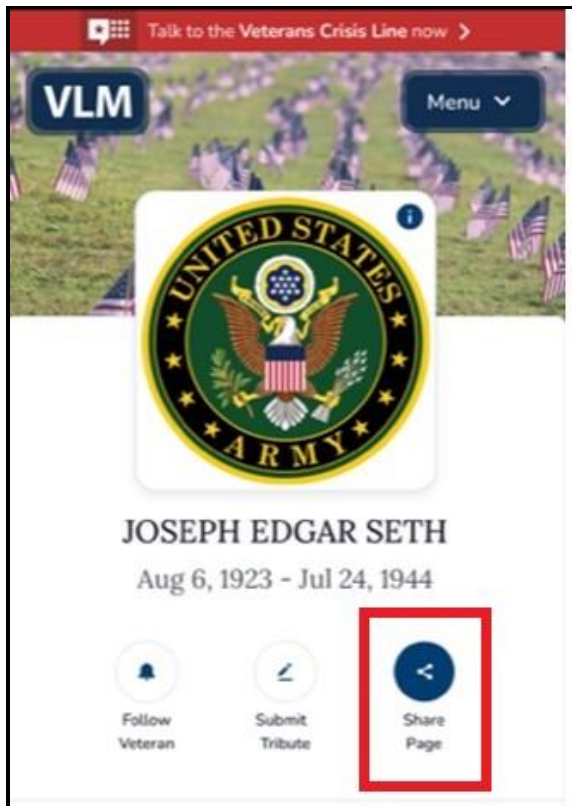 Talk to the Veterans Crisis Line now
VLM
Menu
UNITED STATES
ARMY
JOSEPH EDGAR SETH
Aug 6, 1923 - Jul 24, 1944
Follow
Veteran
Submit
Tribute
Share
Page